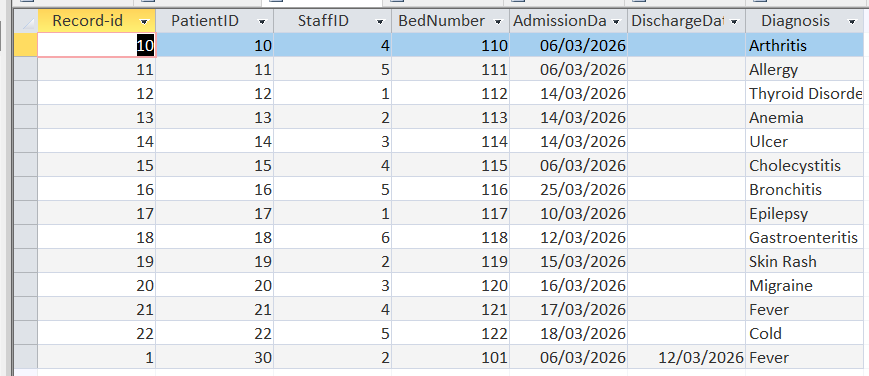 Record-id PatientID StaffID BedNumber AdmissionDa DischargeDat Diagnosis
10 10 4 110 06/03/2026 Arthritis
11 11 5 111 06/03/2026 Allergy
12 12 1 112 14/03/2026 Thyroid Disorde
13 13 2 113 14/03/2026 Anemia
14 14 3 114 14/03/2026 Ulcer
15 15 4 115 06/03/2026 Cholecystitis
16 16 5 116 25/03/2026 Bronchitis
17 17 1 117 10/03/2026 Epilepsy
18 18 6 118 12/03/2026 Gastroenteritis
19 19 2 119 15/03/2026 Skin Rash
20 20 3 120 16/03/2026 Migraine
21 21 4 121 17/03/2026 Fever
22 22 5 122 18/03/2026 Cold
1 30 2 101 06/03/2026 12/03/2026 Fever